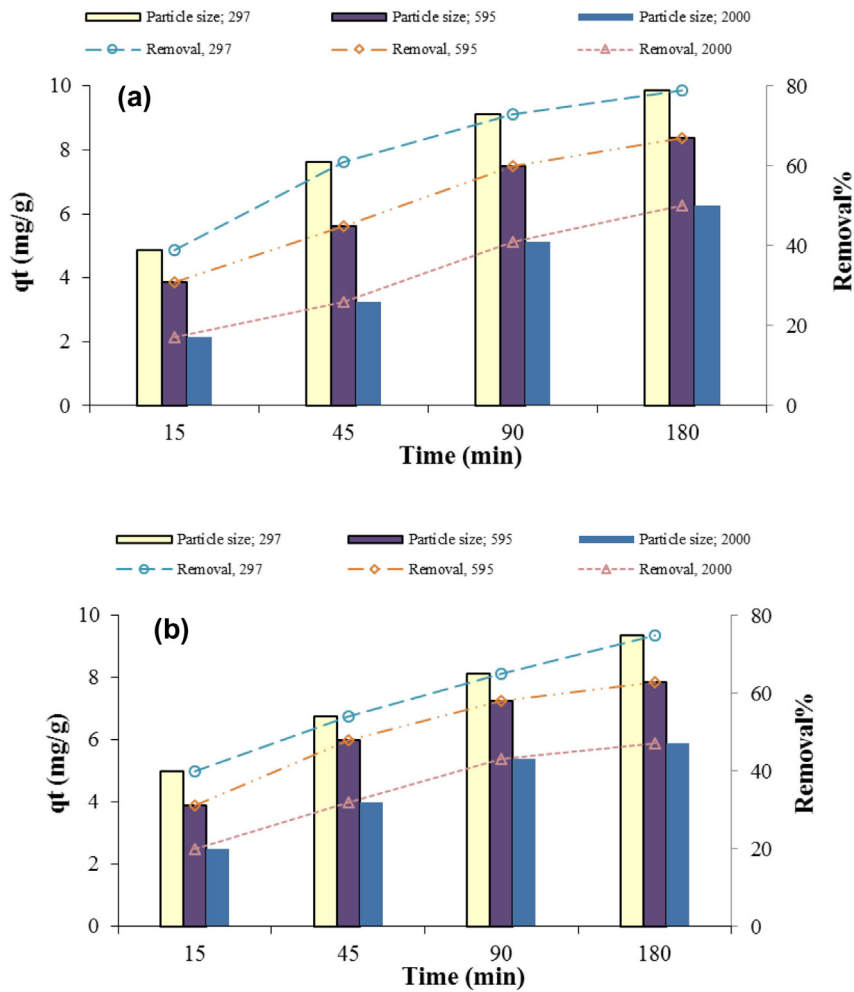 Particle size; 297 Particle size; 595 Particle size; 2000
Removal, 297 Removal, 595 Removal, 2000
(a)
10 80
8
60
6
40
4
20
2
0 0
qt (mg/g)
Removal%
15 45 90 180
Time (min)
Particle size; 297 Particle size; 595 Particle size; 2000
Removal, 297 Removal, 595 Removal, 2000
(b)
10 80
8
60
6
40
4
20
2
0 0
qt (mg/g)
Removal%
15 45 90 180
Time (min)